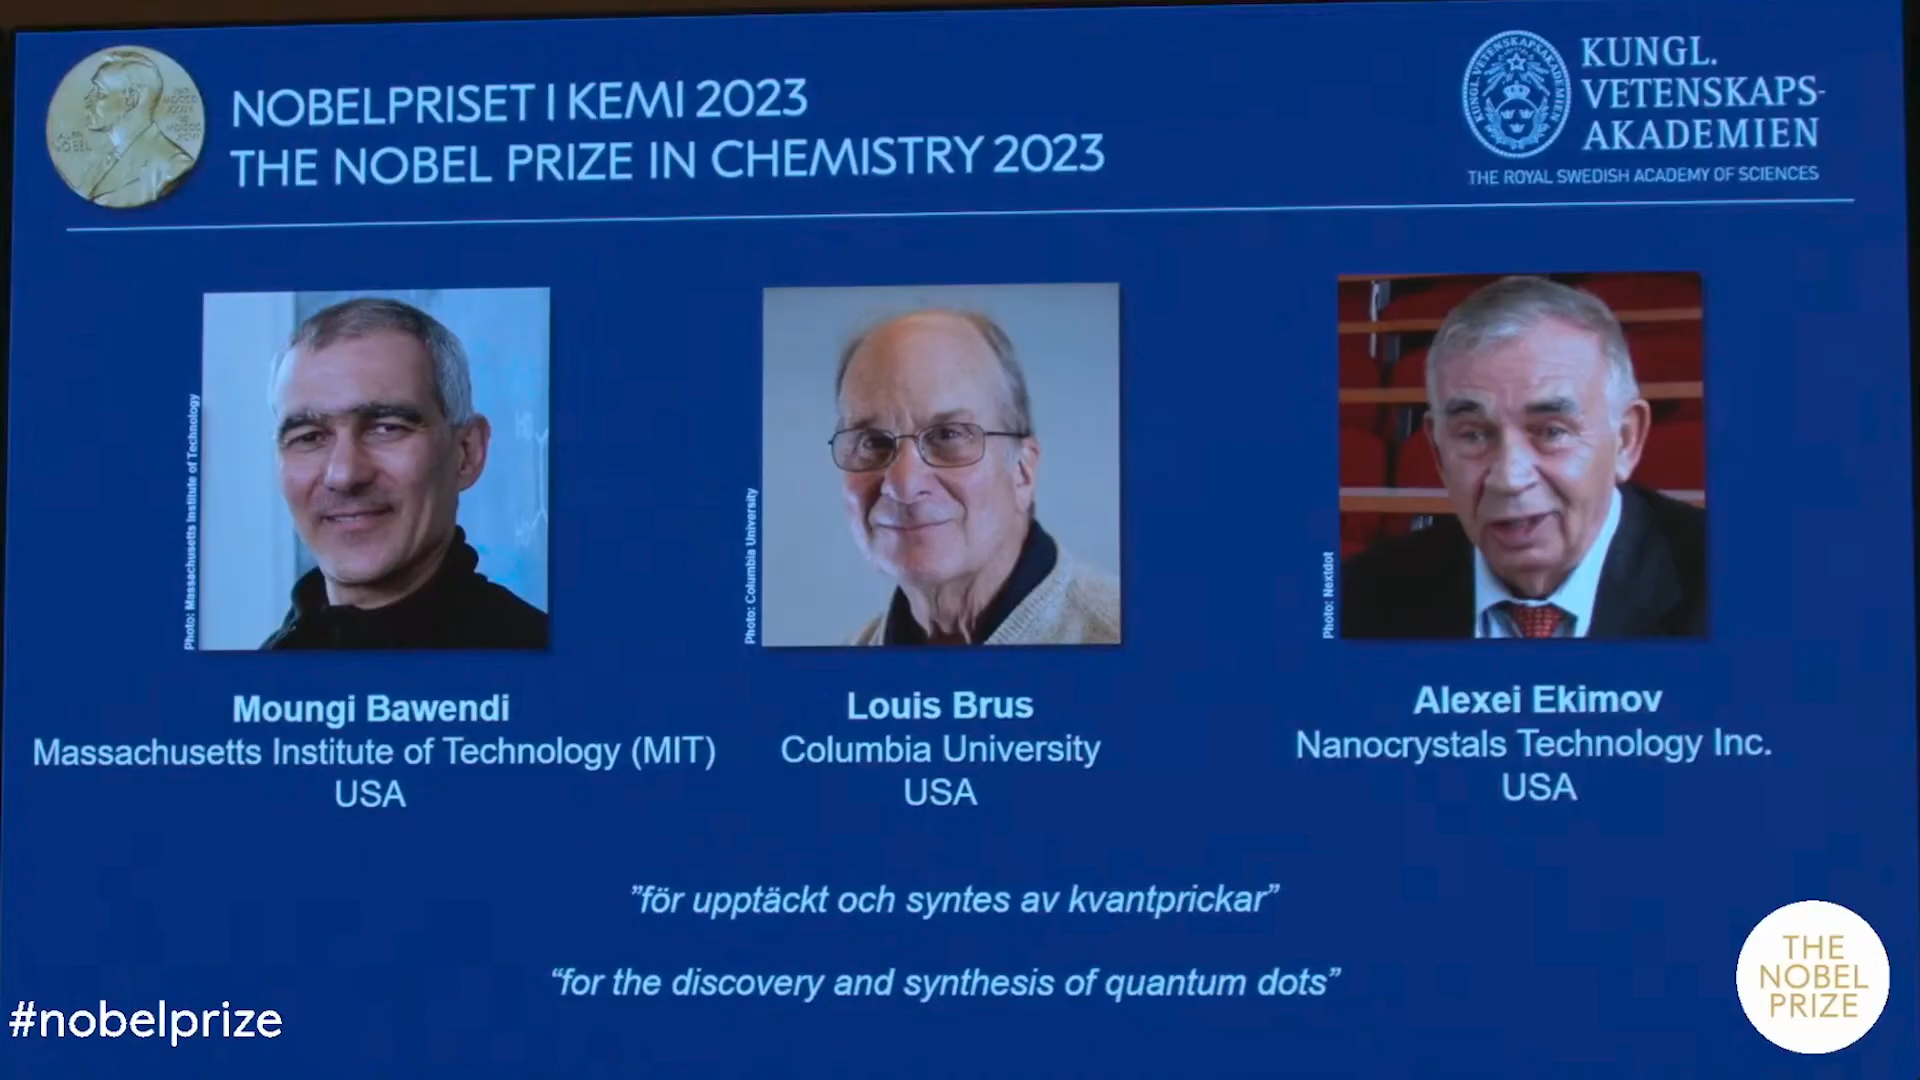 NOBELPRISET I KEMI 2023
THE NOBEL PRIZE IN CHEMISTRY 2023
KUNGL.
VETENSKAPS-
AKADEMIEN
THE ROYAL SWEDISH ACADEMY OF SCIENCES
Photo: Massachusetts Institute of Technology
Photo: Columbia University
Photo: Nextdot
Moungi Bawendi
Massachusetts Institute of Technology (MIT)
USA
Louis Brus
Columbia University
USA
Alexei Ekimov
Nanocrystals Technology Inc.
USA
”för upptäckt och syntes av kvantprickar”
“for the discovery and synthesis of quantum dots”
#nobelprize
THE
NOBEL
PRIZE